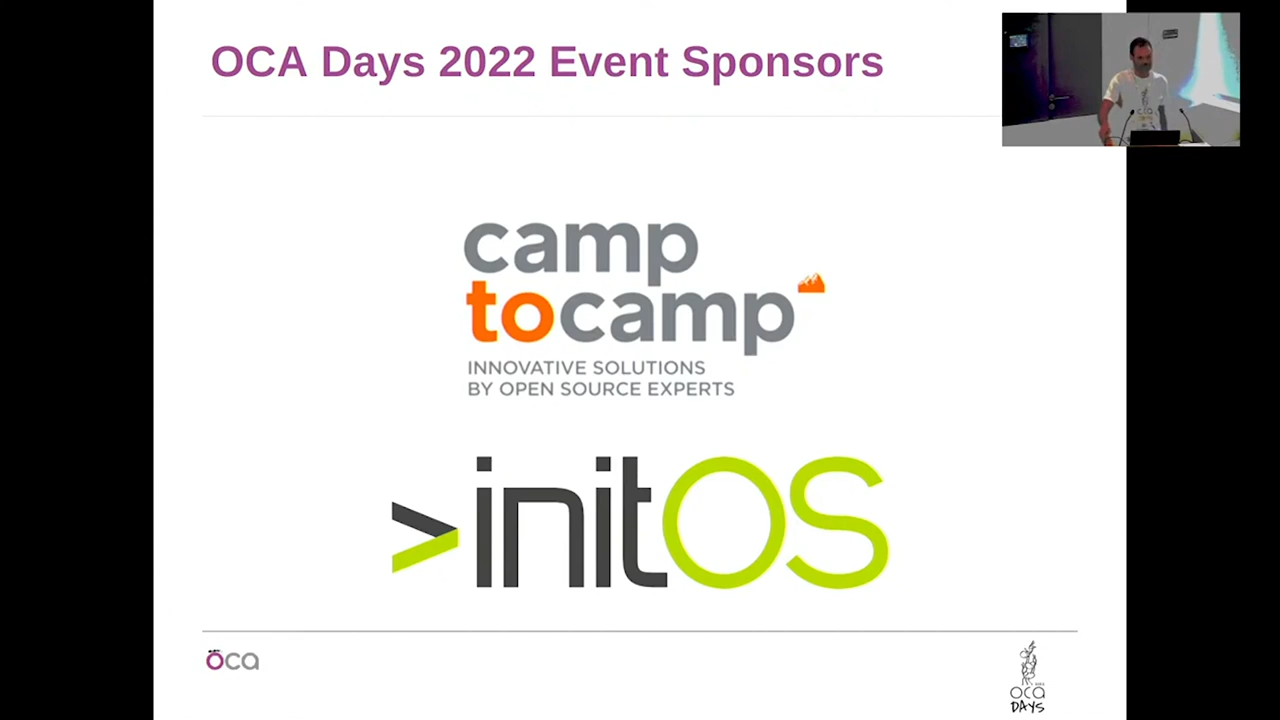 OCA Days 2022 Event Sponsors
camp
tocamp
INNOVATIVE SOLUTIONS
BY OPEN SOURCE EXPERTS
>initOS
oca
oca
DAYS